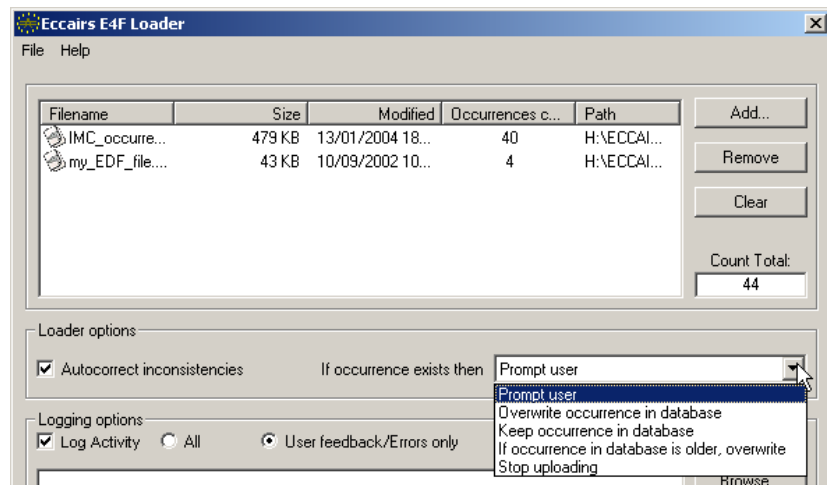 Eccairs E4F Loader
File Help
Filename Size Modified Occurrences c... Path
IMC_occurre... 479 KB 13/01/2004 18... 40 H:\ECCAI...
my_EDF_file.... 43 KB 10/09/2002 10... 4 H:\ECCAI...
Add...
Remove
Clear
Count Total:
44
Loader options
Autocorrect inconsistencies If occurrence exists then Prompt user
Prompt user
Overwrite occurrence in database
Keep occurrence in database
If occurrence in database is older, overwrite
Stop uploading
Logging options
Log Activity All User feedback/Errors only
Browse